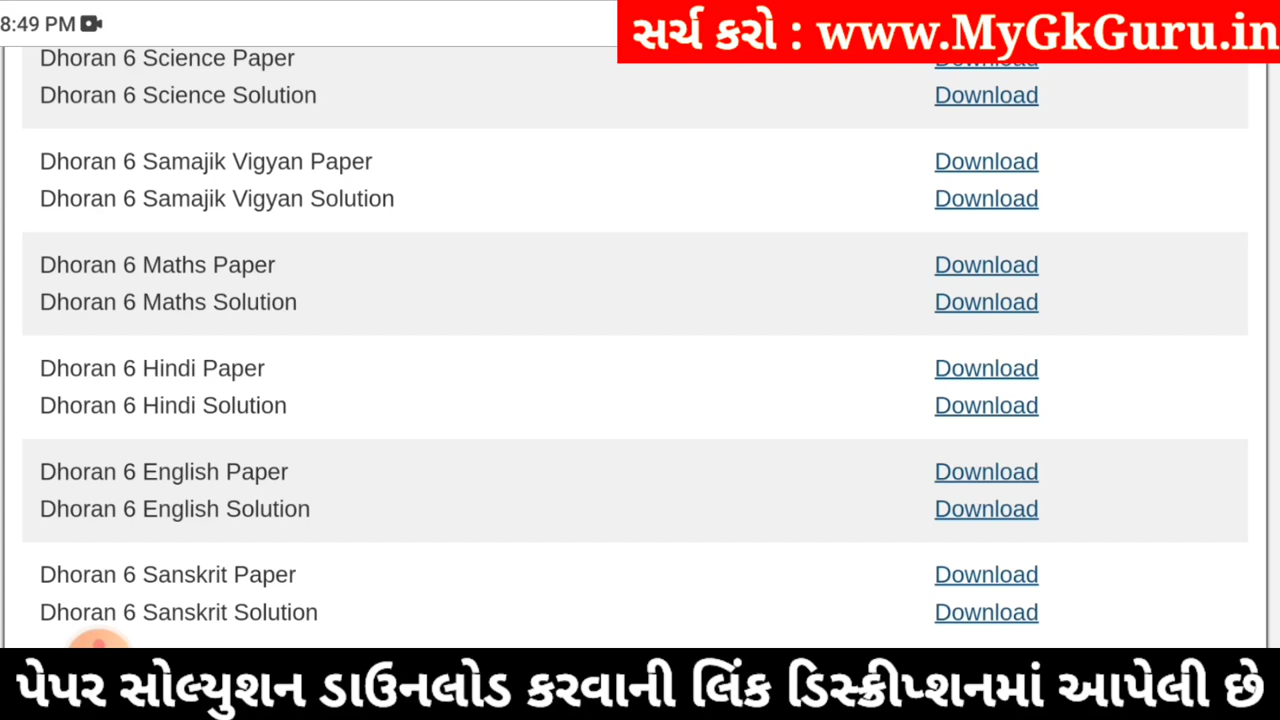 8:49 PM
સર્ચ કરો : www.MyGkGuru.in
Dhoran 6 Science Paper Download
Dhoran 6 Science Solution Download
Dhoran 6 Samajik Vigyan Paper Download
Dhoran 6 Samajik Vigyan Solution Download
Dhoran 6 Maths Paper Download
Dhoran 6 Maths Solution Download
Dhoran 6 Hindi Paper Download
Dhoran 6 Hindi Solution Download
Dhoran 6 English Paper Download
Dhoran 6 English Solution Download
Dhoran 6 Sanskrit Paper Download
Dhoran 6 Sanskrit Solution Download
પેપર સોલ્યુશન ડાઉનલોડ કરવાની લિંક ડિસ્ક્રીપ્શનમાં આપેલી છે